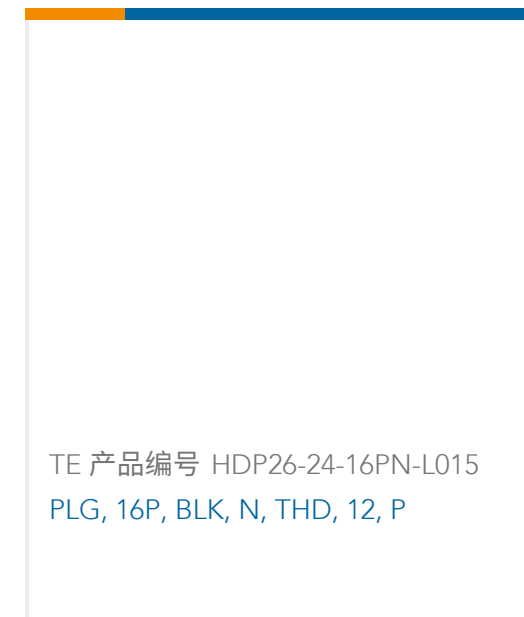 TE 产品编号 HDP26-24-16PN-L015
PLG, 16P, BLK, N, THD, 12, P